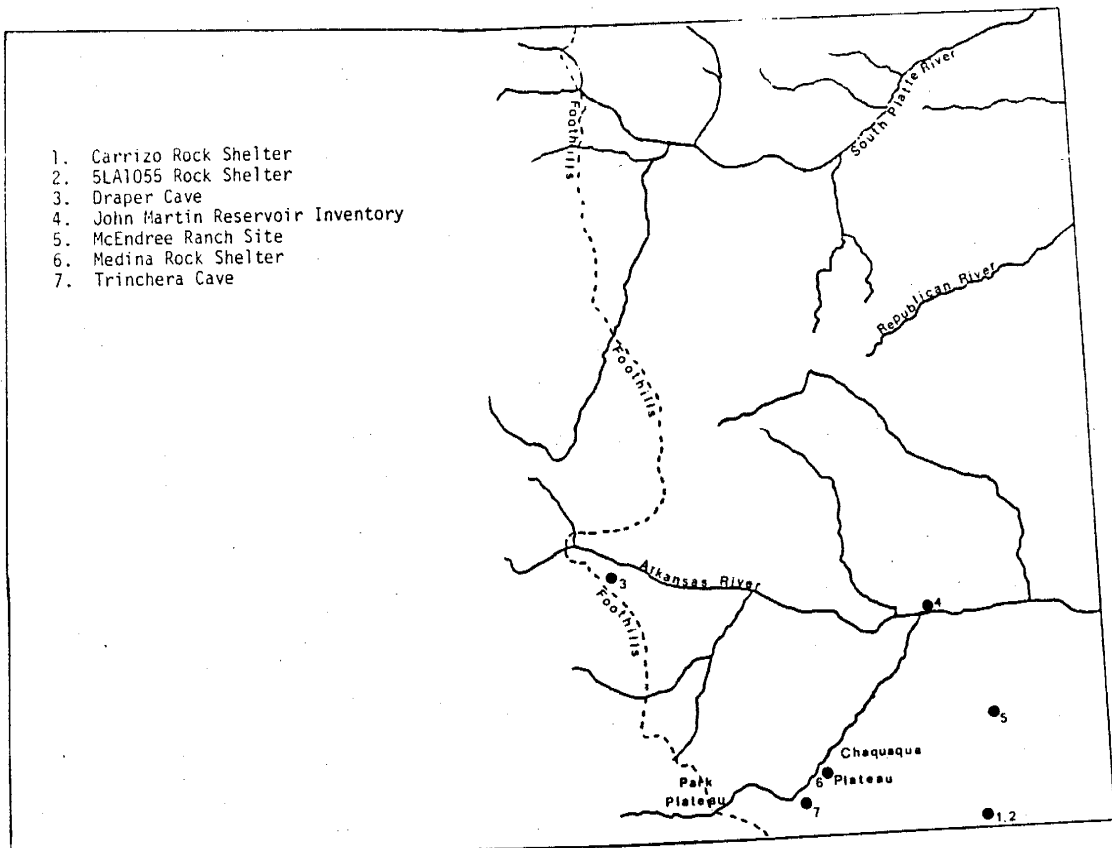 1. Carrizo Rock Shelter
2. 5LA1055 Rock Shelter
3. Draper Cave
4. John Martin Reservoir Inventory
5. McEndree Ranch Site
6. Medina Rock Shelter
7. Trinchera Cave
Foothills
South Platte River
Republican River
Foothills
Arkansas River
3
Foothills
4
5
Chaquaqua
Plateau
6
7
Park
Plateau
1,2